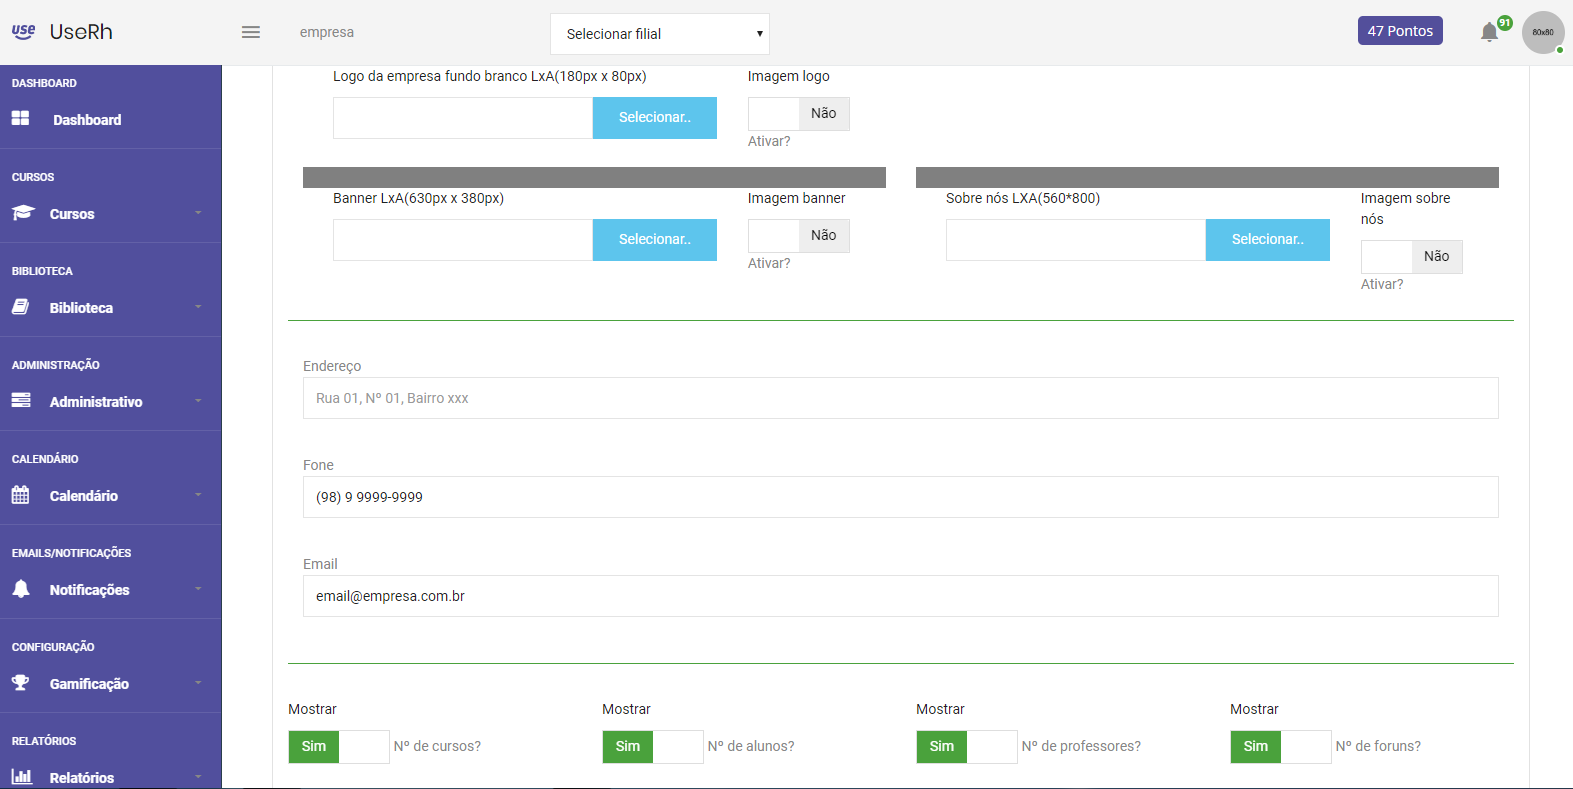 use UseRh
empresa
Selecionar filial
47 Pontos
91
80x80
DASHBOARD
Dashboard
CURSOS
Cursos
BIBLIOTECA
Biblioteca
ADMINISTRAÇÃO
Administrativo
CALENDÁRIO
Calendário
EMAILS/NOTIFICAÇÕES
Notificações
CONFIGURAÇÃO
Gamificação
RELATÓRIOS
Relatórios
Logo da empresa fundo branco LxA(180px x 80px)
Selecionar..
Imagem logo
Não
Ativar?
Banner LxA(630px x 380px)
Selecionar..
Imagem banner
Não
Ativar?
Sobre nós LXA(560*800)
Selecionar..
Imagem sobre
nós
Não
Ativar?
Endereço
Rua 01, Nº 01, Bairro xxx
Fone
(98) 9 9999-9999
Email
email@empresa.com.br
Mostrar
Sim Nº de cursos?
Mostrar
Sim Nº de alunos?
Mostrar
Sim Nº de professores?
Mostrar
Sim Nº de foruns?